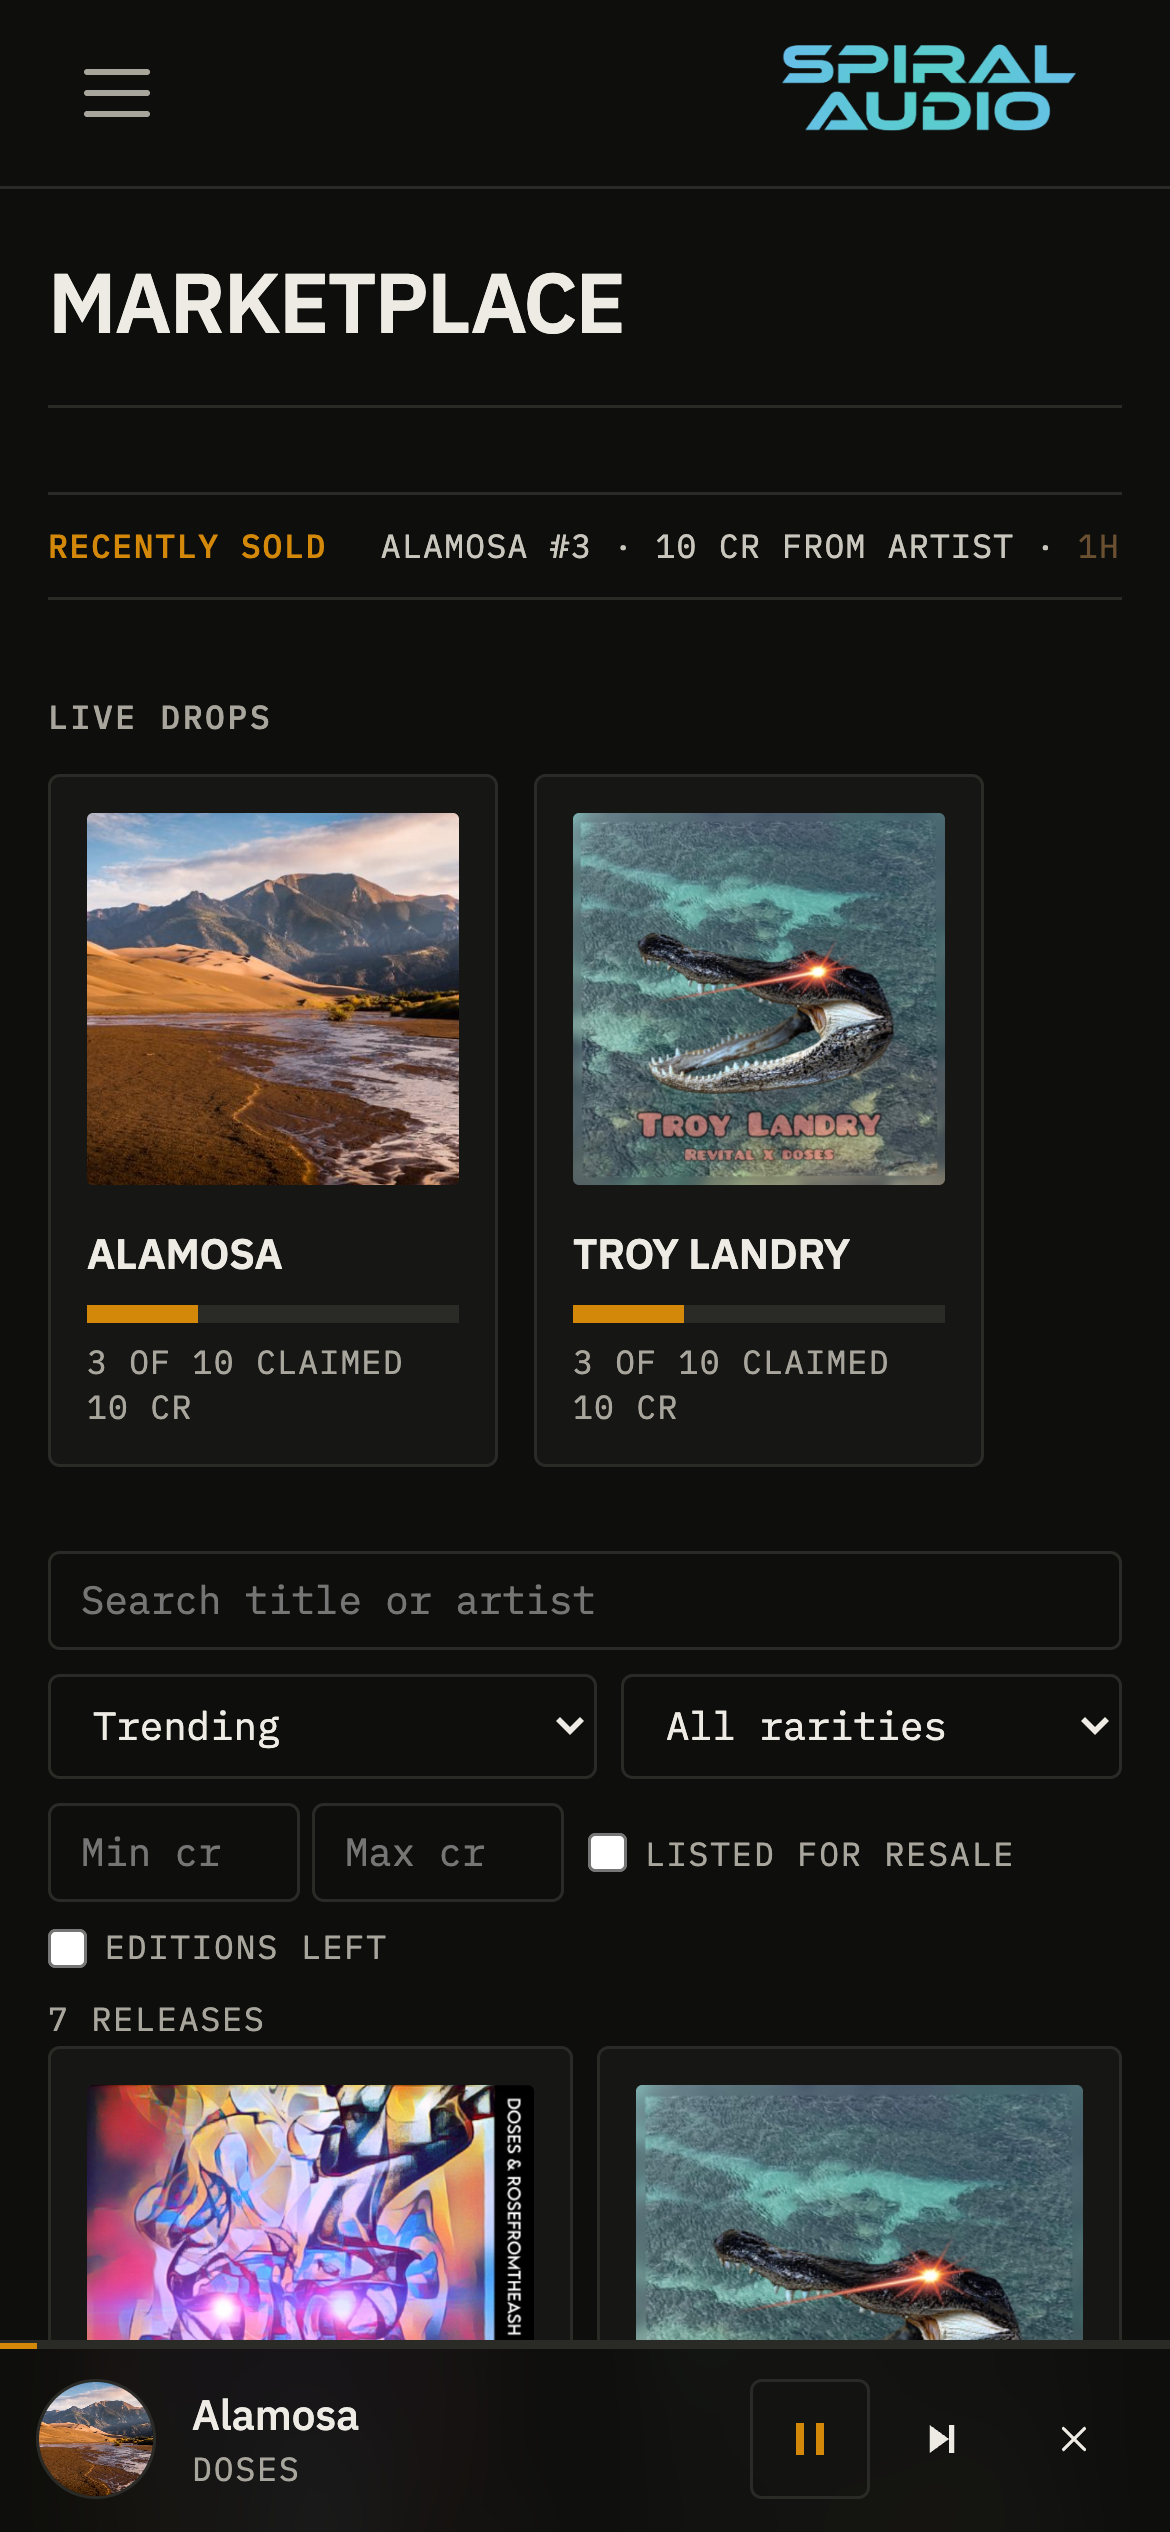 SPIRAL
AUDIO
MARKETPLACE
RECENTLY SOLD ALAMOSA #3 · 10 CR FROM ARTIST · 1H
LIVE DROPS
TROY LANDRY
REVITAL X DOSES
ALAMOSA
3 OF 10 CLAIMED
10 CR
TROY LANDRY
3 OF 10 CLAIMED
10 CR
Search title or artist
Trending
All rarities
Min cr
Max cr
LISTED FOR RESALE
EDITIONS LEFT
7 RELEASES
DOSES & ROSEFROMTHEASH
Alamosa
DOSES